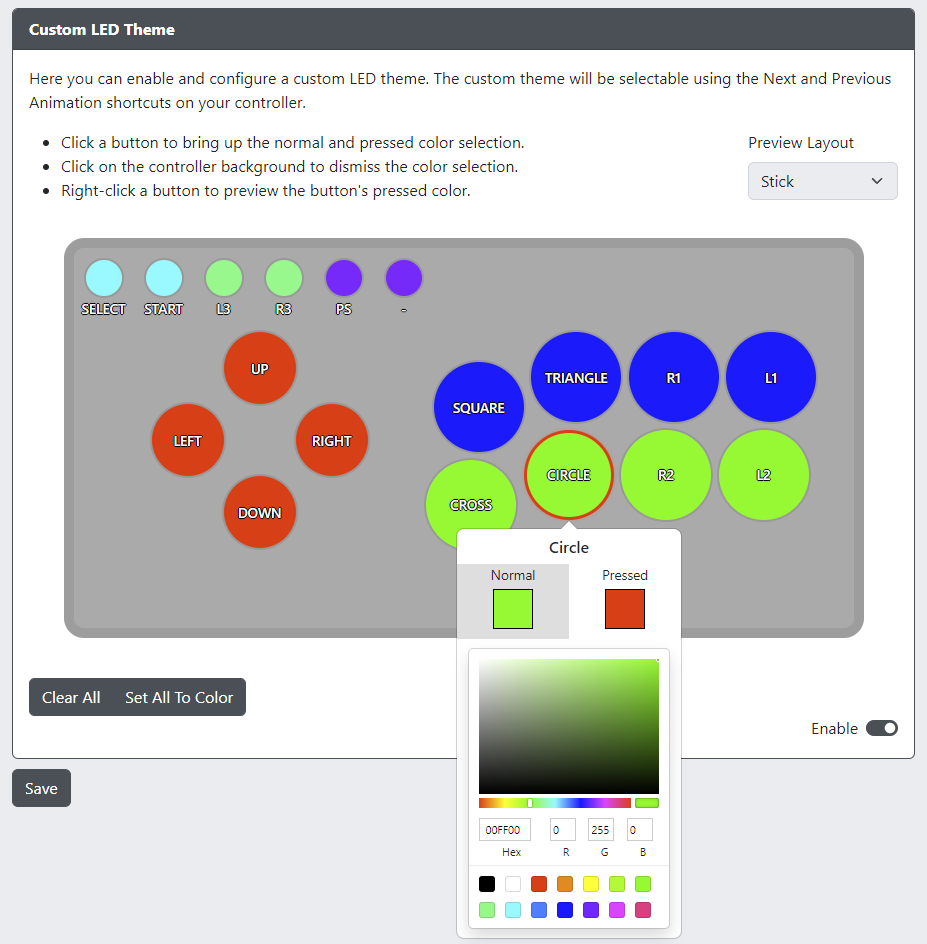 Custom LED Theme
Here you can enable and configure a custom LED theme. The custom theme will be selectable using the Next and Previous
Animation shortcuts on your controller.
Click a button to bring up the normal and pressed color selection.
Click on the controller background to dismiss the color selection.
Right-click a button to preview the button's pressed color.
Preview Layout
Stick
SELECT START L3 R3 PS -
UP
LEFT RIGHT
DOWN
TRIANGLE R1 L1
SQUARE
CIRCLE R2 L2
CROSS
Circle
Normal Pressed
00FF00 0 255 0
Hex R G B
Clear All Set All To Color
Enable
Save